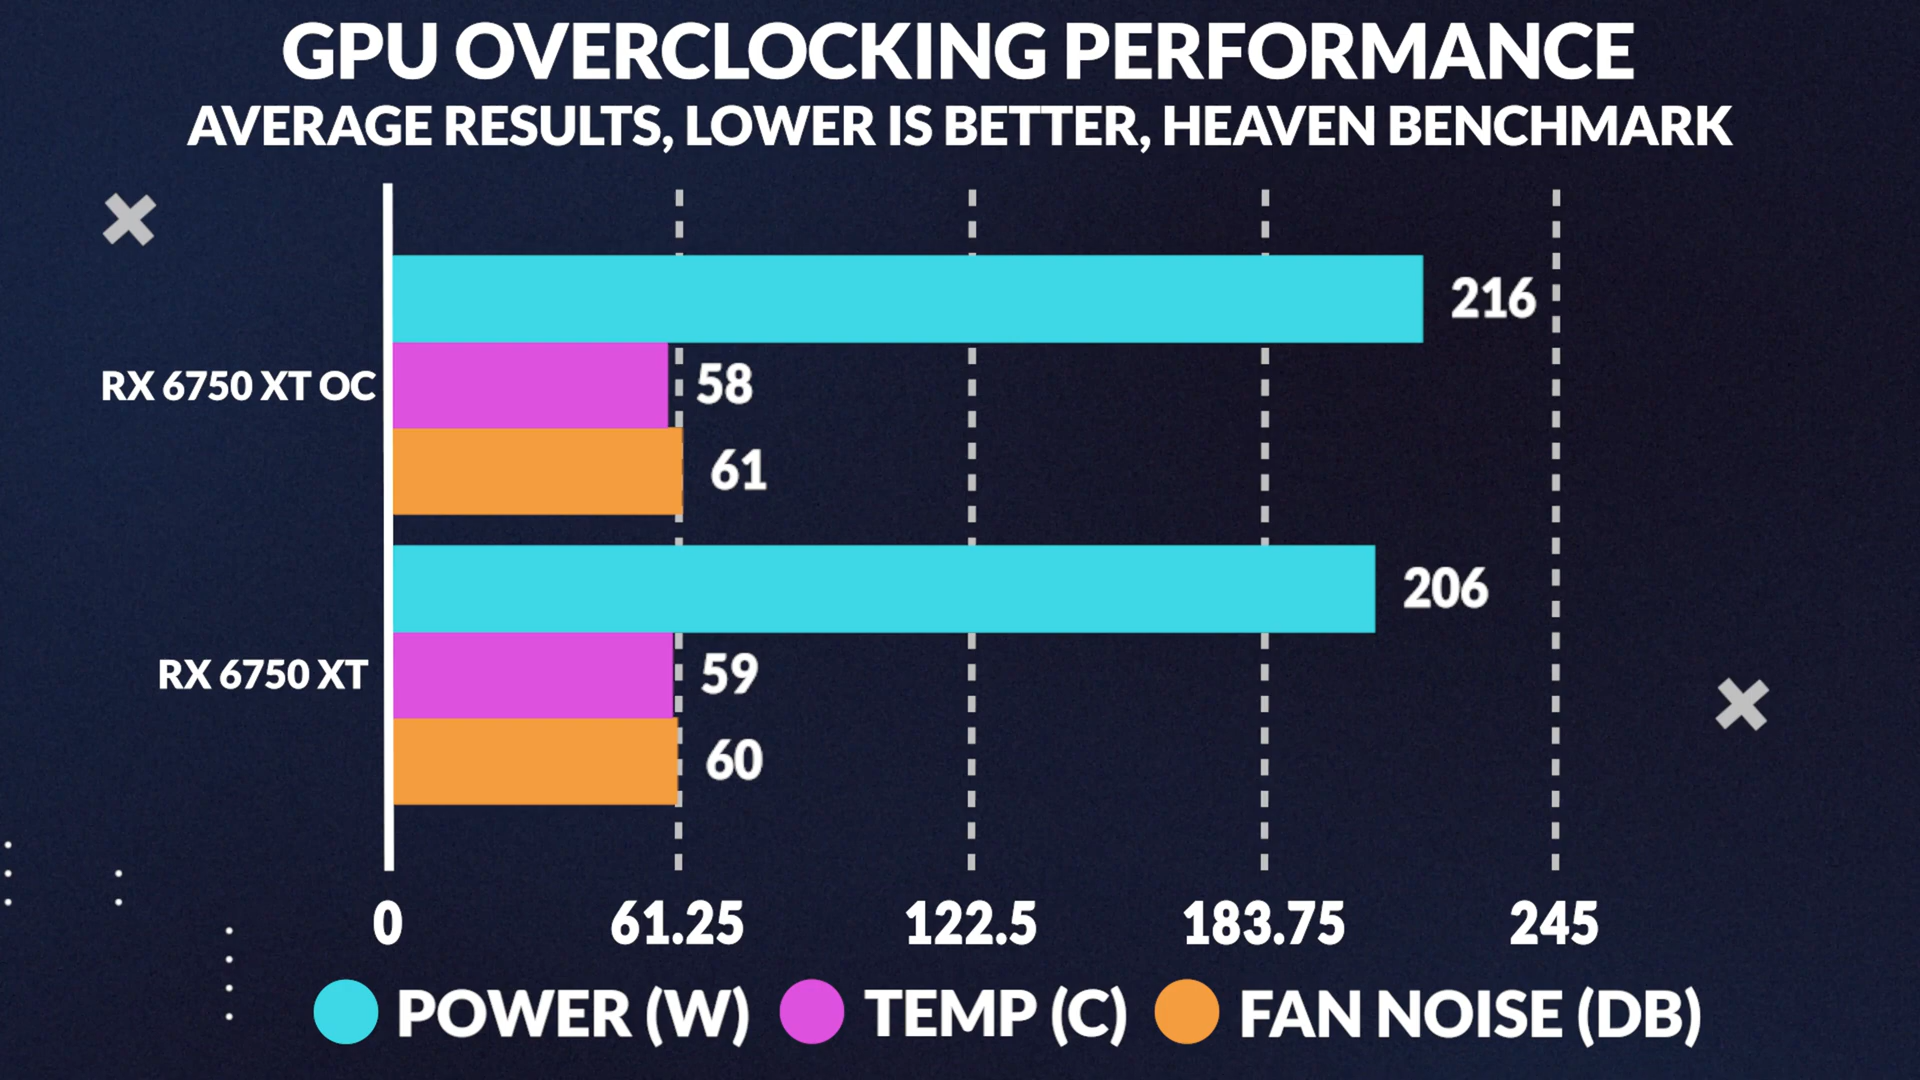 GPU OVERCLOCKING PERFORMANCE
AVERAGE RESULTS, LOWER IS BETTER, HEAVEN BENCHMARK
216
RX 6750 XT OC
58
61
206
RX 6750 XT
59
60
0 61.25 122.5 183.75 245
POWER (W) TEMP (C) FAN NOISE (DB)